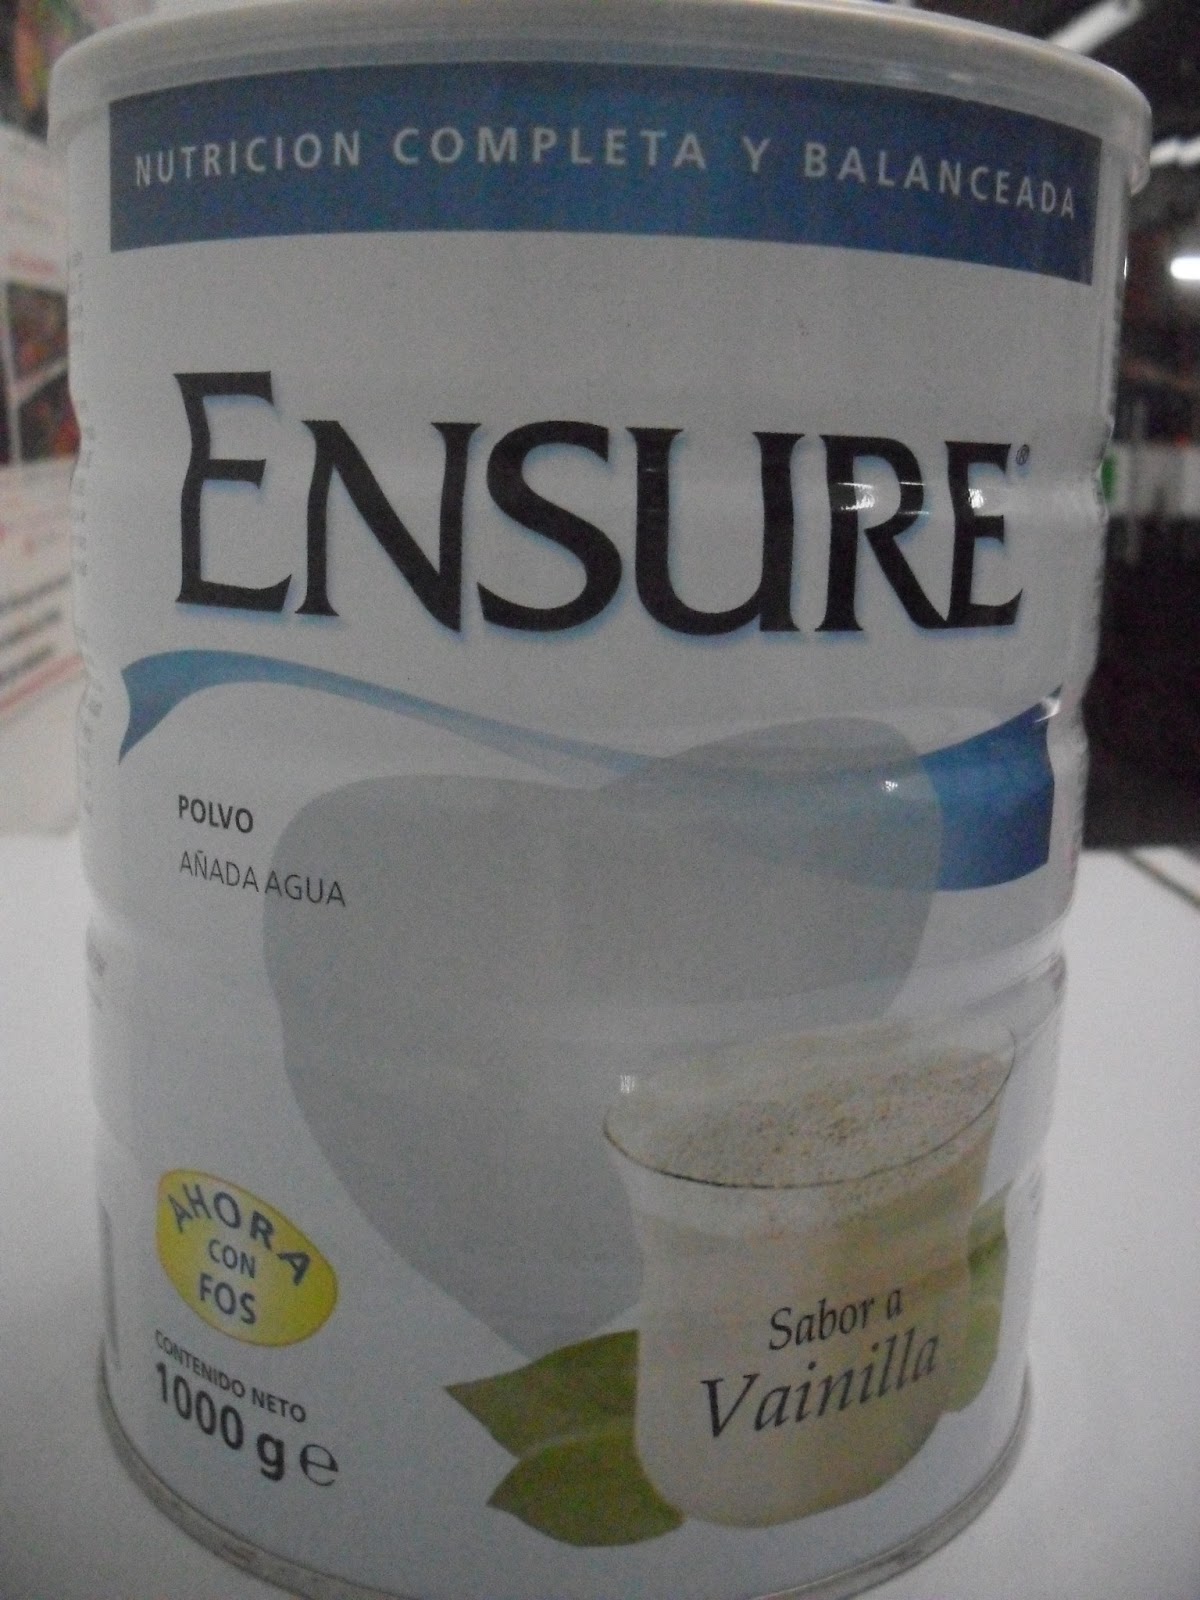 NUTRICION COMPLETA Y BALANCEADA
ENSURE®
POLVO
AÑADA AGUA
AHORA
CON
FOS
CONTENIDO NETO
1000 g ℮
Sabor a
Vainilla